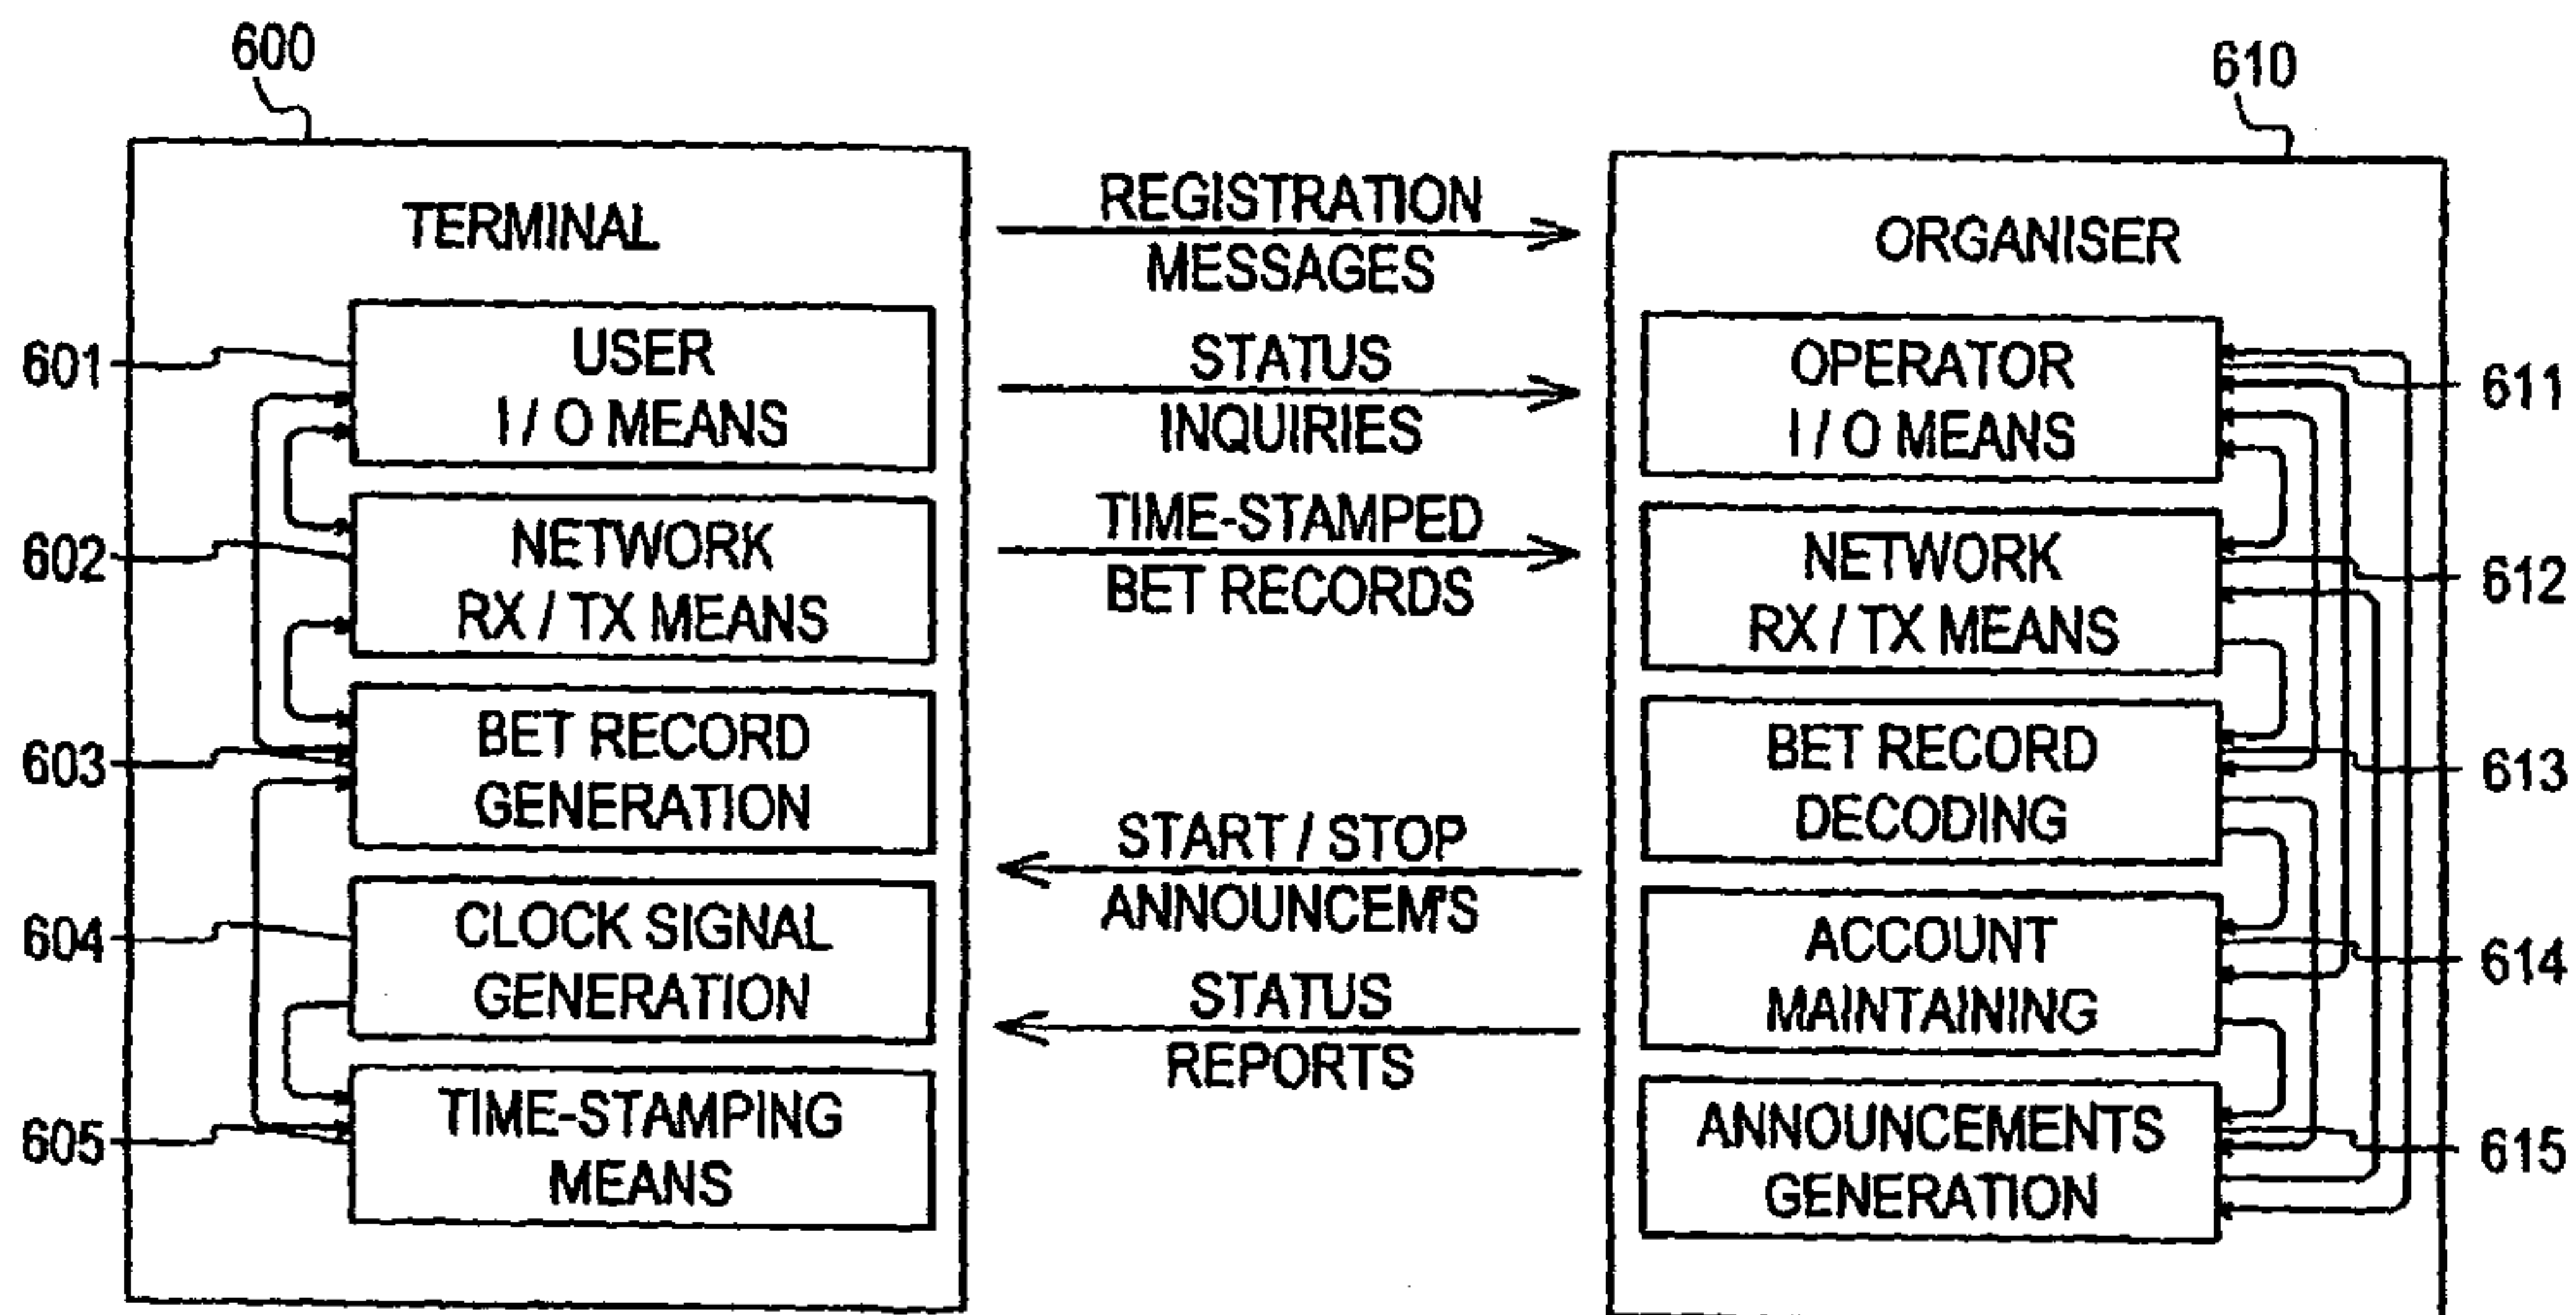 600
TERMINAL
601
USER
I / O MEANS
602
NETWORK
RX / TX MEANS
603
BET RECORD
GENERATION
604
CLOCK SIGNAL
GENERATION
605
TIME-STAMPING
MEANS
REGISTRATION
MESSAGES
STATUS
INQUIRIES
TIME-STAMPED
BET RECORDS
START / STOP
ANNOUNCEM'S
STATUS
REPORTS
610
ORGANISER
OPERATOR
I / O MEANS
611
NETWORK
RX / TX MEANS
612
BET RECORD
DECODING
613
ACCOUNT
MAINTAINING
614
ANNOUNCEMENTS
GENERATION
615